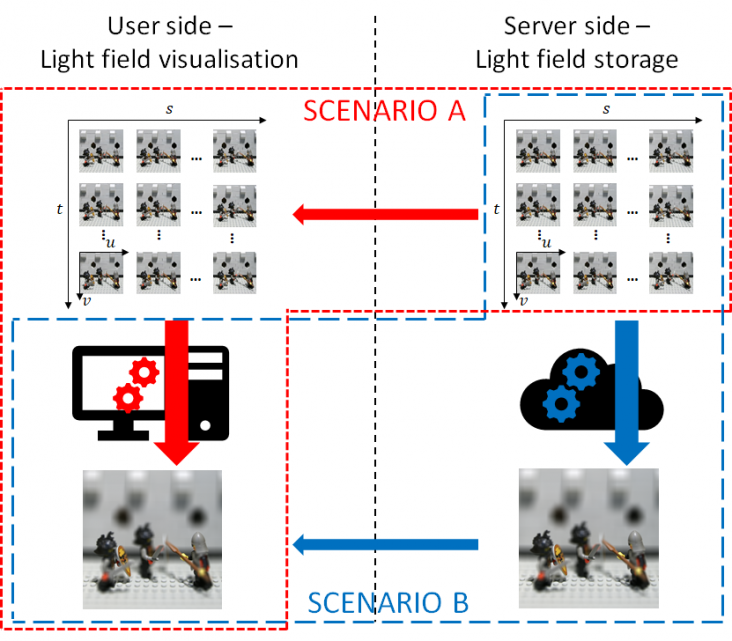 User side –
Light field visualisation
Server side –
Light field storage
SCENARIO A
s
t
...
...
u
...
v
s
t
...
...
u
...
v
SCENARIO B